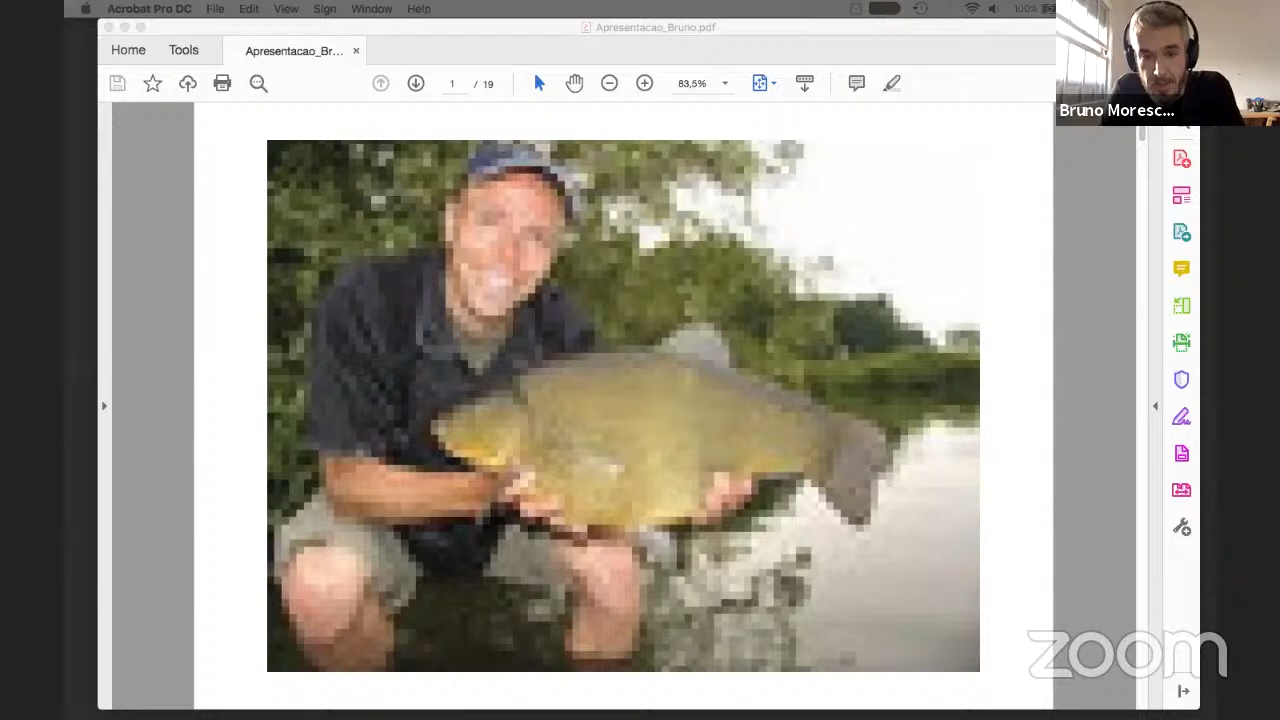 Acrobat Pro DC File Edit View Sign Window Help 100%
Apresentacao_Bruno.pdf
Home Tools Apresentacao_Br... ×
1 / 19 83,5%
Bruno Moresc...
zoom